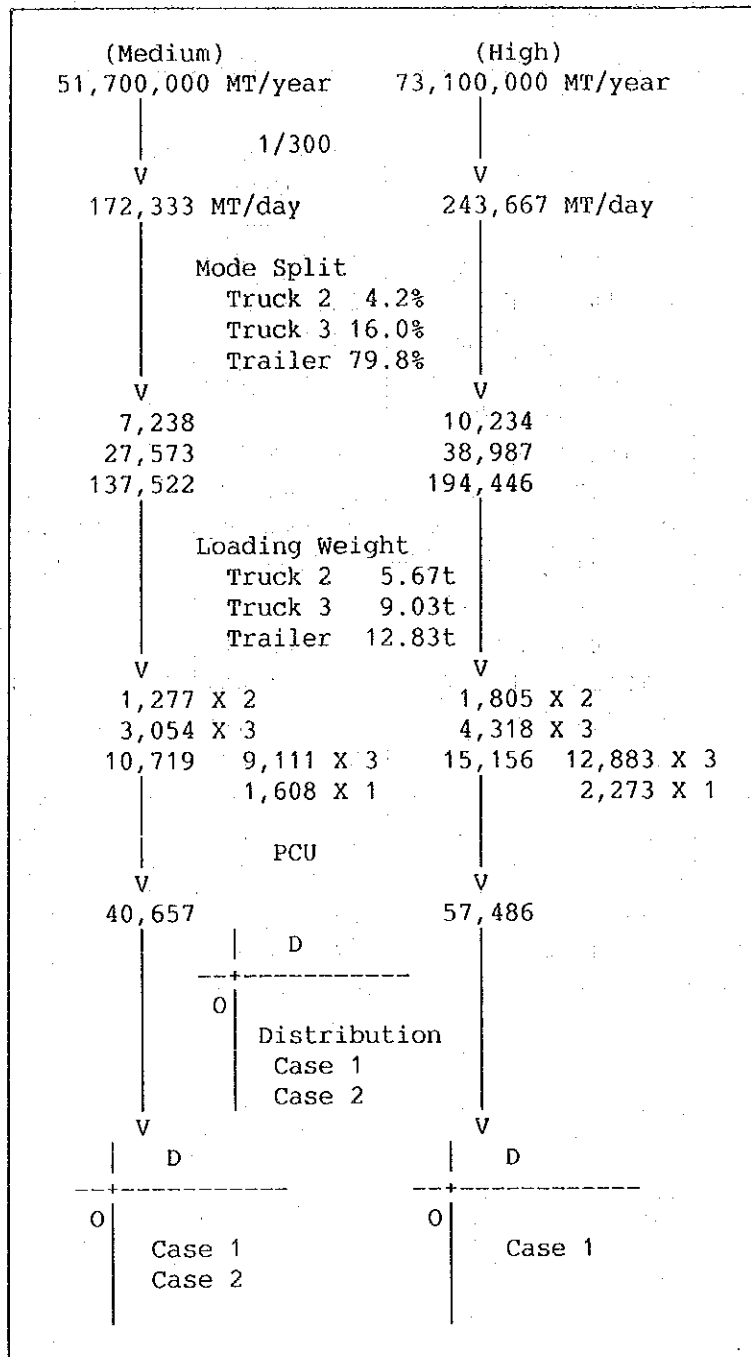 (Medium) (High)
51,700,000 MT/year 73,100,000 MT/year
1/300
V V
172,333 MT/day 243,667 MT/day
Mode Split
Truck 2 4.2%
Truck 3 16.0%
Trailer 79.8%
V V
7,238 10,234
27,573 38,987
137,522 194,446
Loading Weight
Truck 2 5.67t
Truck 3 9.03t
Trailer 12.83t
V V
1,277 X 2 1,805 X 2
3,054 X 3 4,318 X 3
10,719 9,111 X 3 15,156 12,883 X 3
1,608 X 1 2,273 X 1
PCU
V V
40,657 57,486
D
O
Distribution
Case 1
Case 2
V V
D D
O O
Case 1 Case 1
Case 2